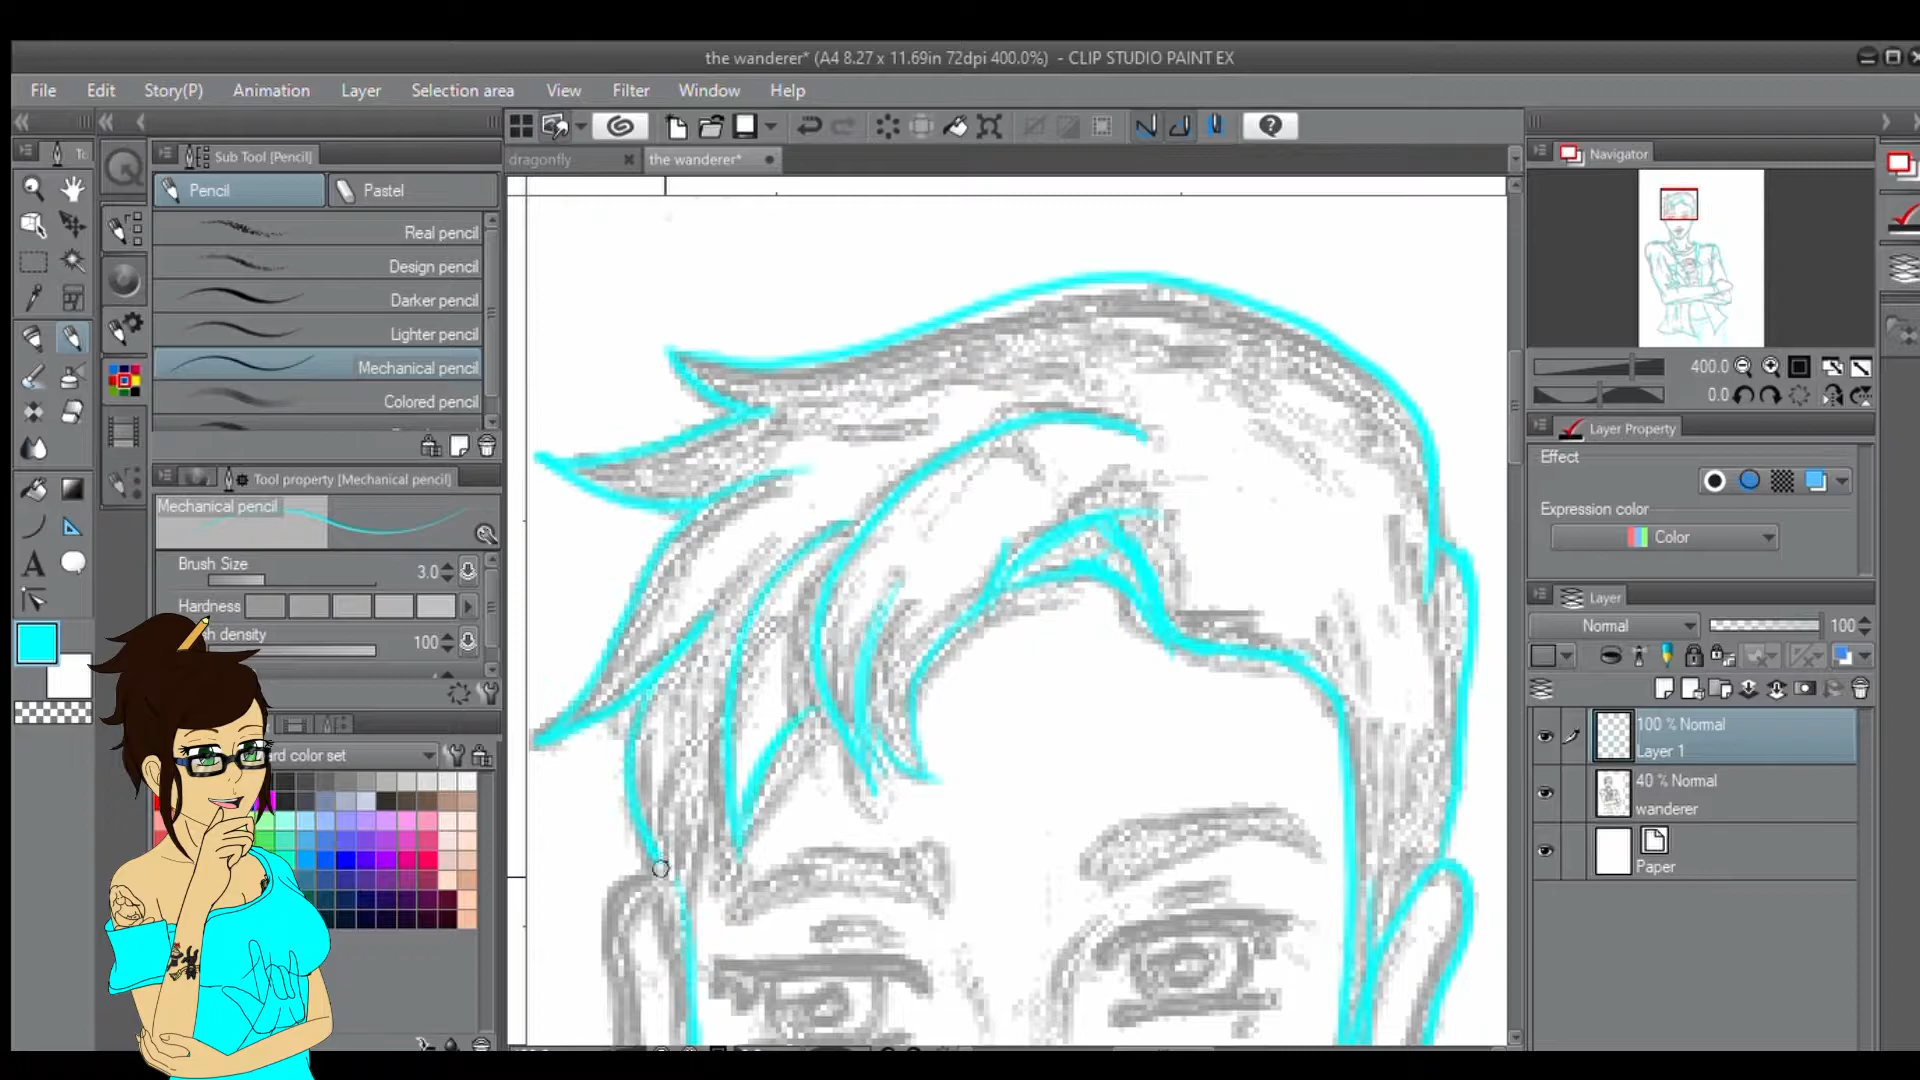 the wanderer* (A4 8.27 x 11.69in 72dpi 400.0%) - CLIP STUDIO PAINT EX
File Edit Story(P) Animation Layer Selection area View Filter Window Help
Sub Tool [Pencil]
Pencil Pastel
Real pencil
Design pencil
Darker pencil
Lighter pencil
Mechanical pencil
Colored pencil
Tool property [Mechanical pencil]
Mechanical pencil
Brush Size 3.0
Hardness
sh density 100
ard color set
dragonfly the wanderer*
Navigator
400.0
0.0
Layer Property
Effect
Expression color
Color
Layer
Normal 100
100 % Normal
Layer 1
40 % Normal
wanderer
Paper